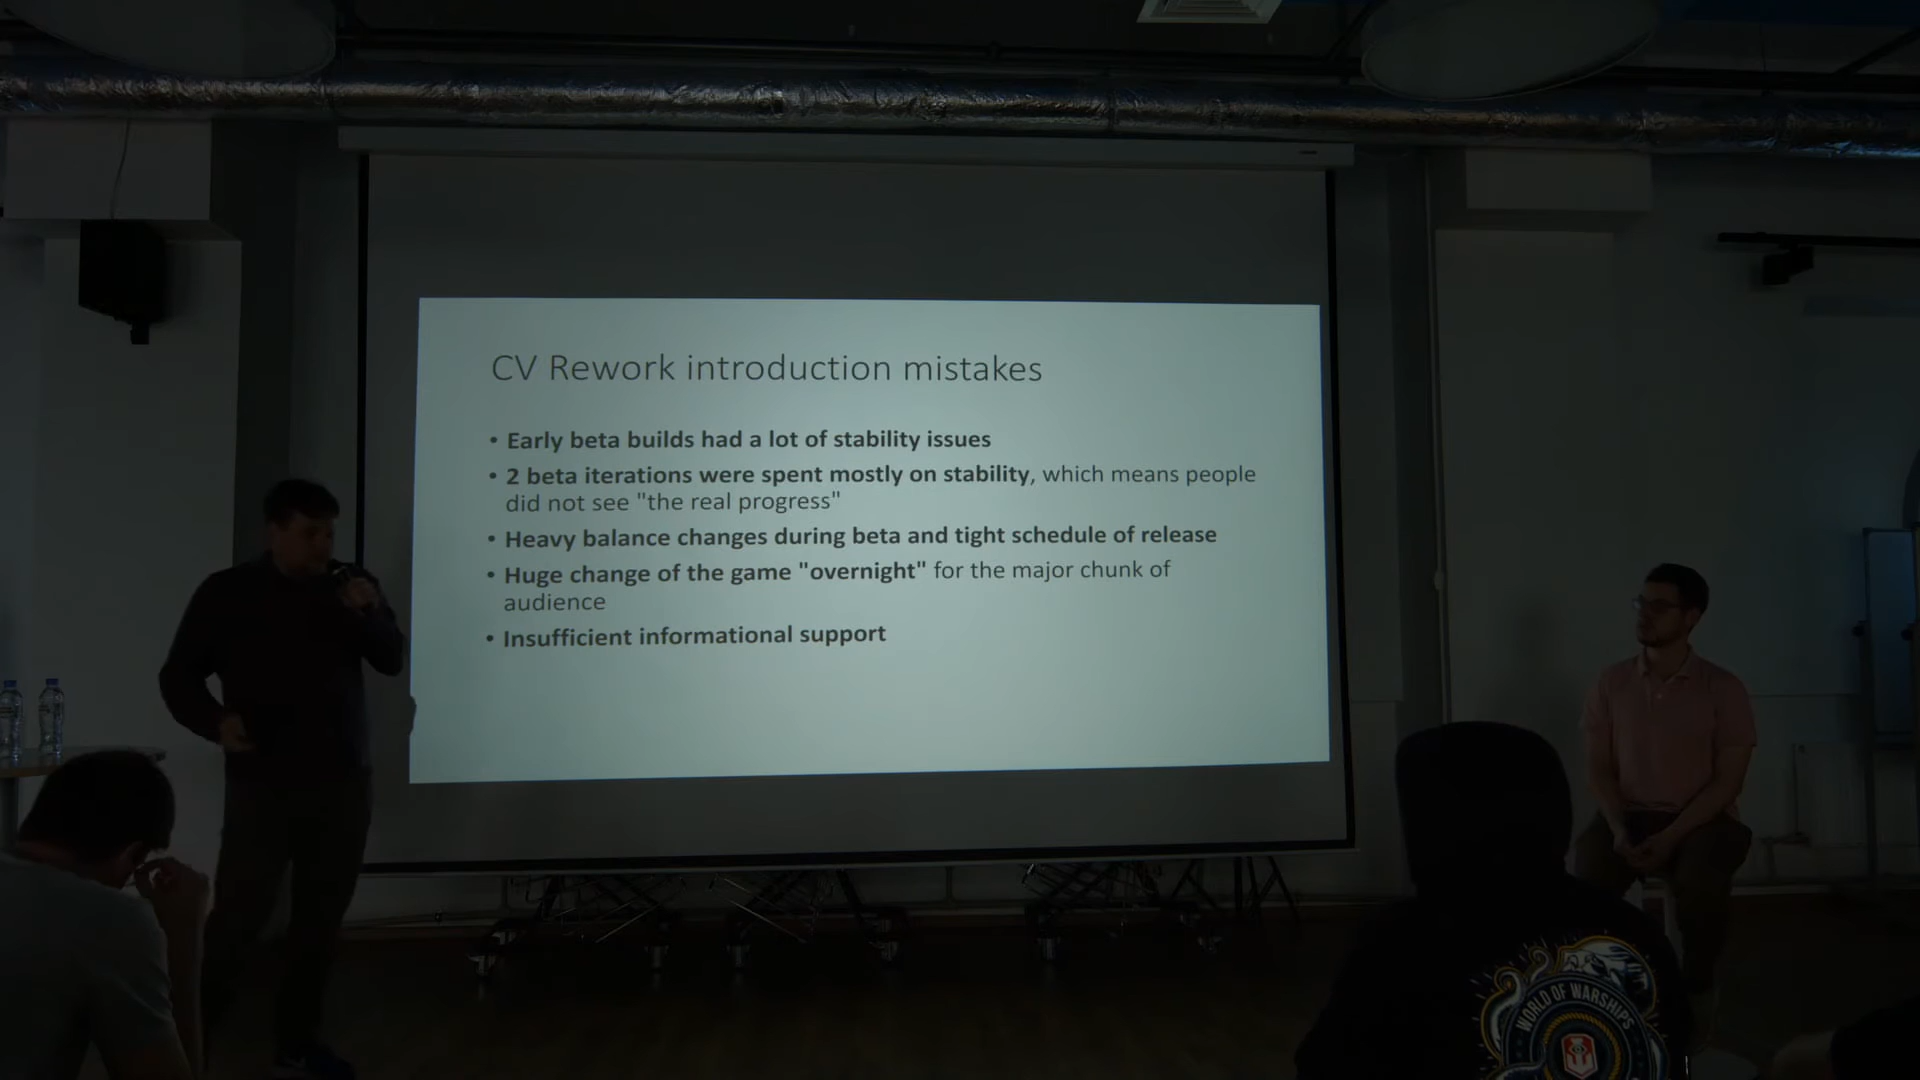 CV Rework introduction mistakes
• Early beta builds had a lot of stability issues
• 2 beta iterations were spent mostly on stability, which means people
did not see "the real progress"
• Heavy balance changes during beta and tight schedule of release
• Huge change of the game "overnight" for the major chunk of
audience
• Insufficient informational support
WORLD OF WARSHIPS